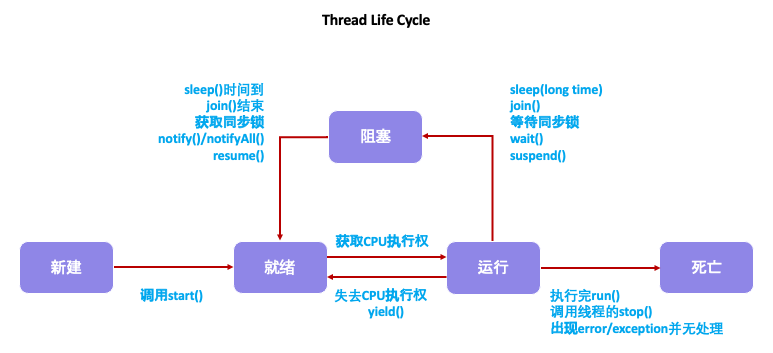 Thread Life Cycle
sleep()时间到
join()结束
获取同步锁
notify()/notifyAll()
resume()
阻塞
sleep(long time)
join()
等待同步锁
wait()
suspend()
新建
调用start()
就绪
获取CPU执行权
失去CPU执行权
yield()
运行
执行完run()
调用线程的stop()
出现error/exception并无处理
死亡